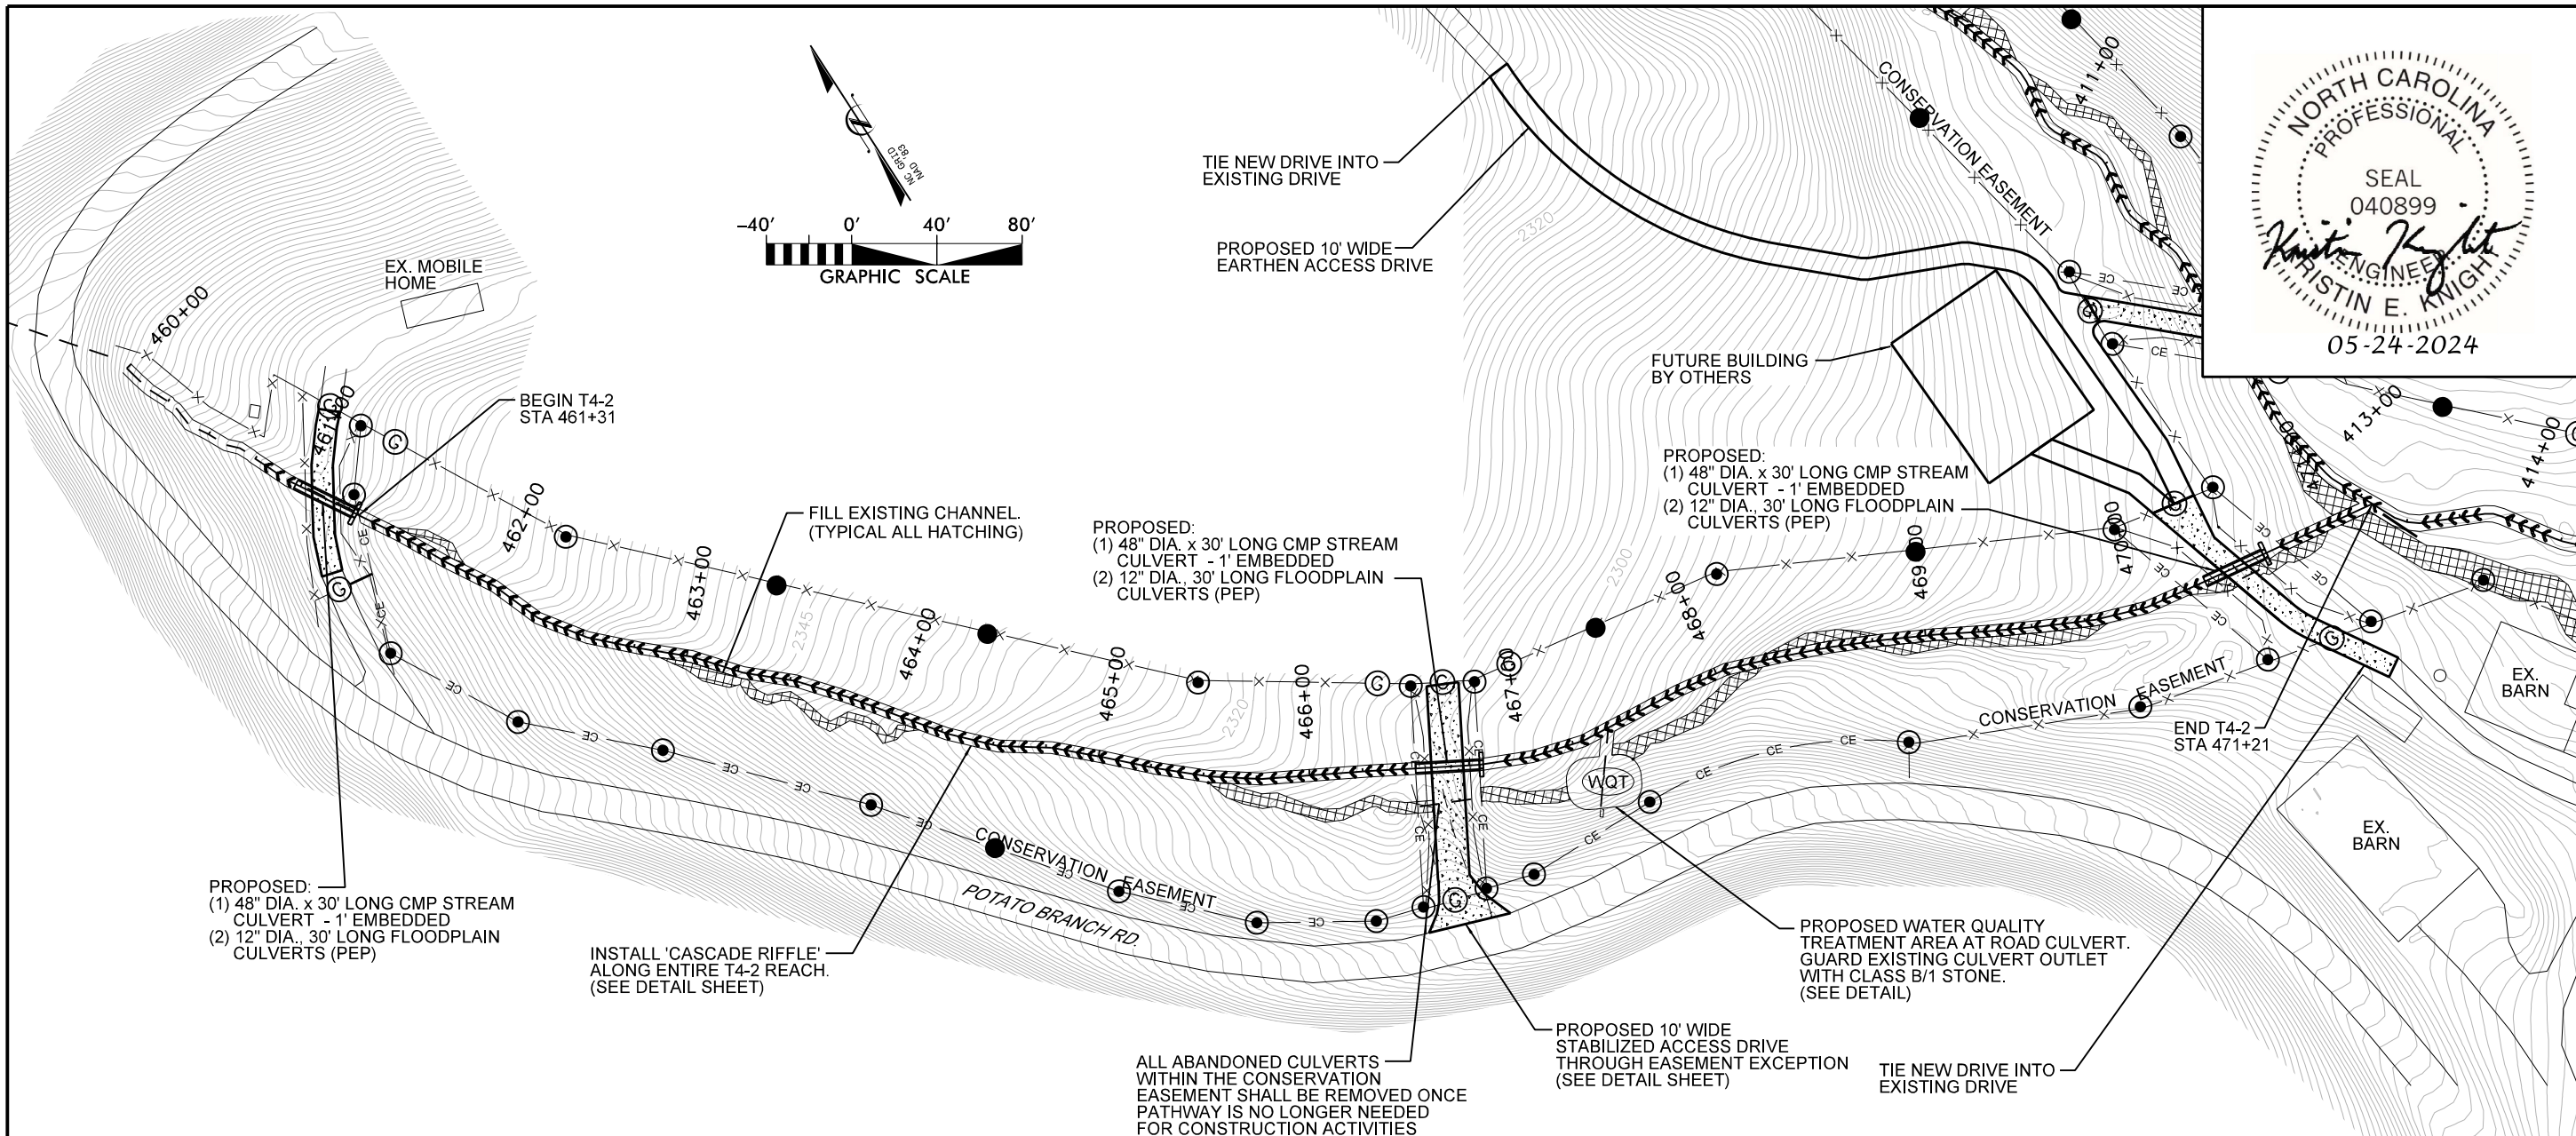 460+00
EX. MOBILE
HOME
BEGIN T4-2
STA 461+31
462+00
463+00
464+00
465+00
466+00
467+00
468+00
469+00
470+00
2345
2320
2300
2320
NC GRID
NAD 83
-40' 0' 40' 80'
GRAPHIC SCALE
TIE NEW DRIVE INTO
EXISTING DRIVE
PROPOSED 10' WIDE
EARTHEN ACCESS DRIVE
CONSERVATION EASEMENT
411+00
413+00
414+00
NORTH CAROLINA
PROFESSIONAL
SEAL
040899
ENGINEER
KRISTIN E. KNIGHT
05-24-2024
FUTURE BUILDING
BY OTHERS
PROPOSED:
(1) 48" DIA. x 30' LONG CMP STREAM
CULVERT - 1' EMBEDDED
(2) 12" DIA., 30' LONG FLOODPLAIN
CULVERTS (PEP)
FILL EXISTING CHANNEL.
(TYPICAL ALL HATCHING)
PROPOSED:
(1) 48" DIA. x 30' LONG CMP STREAM
CULVERT - 1' EMBEDDED
(2) 12" DIA., 30' LONG FLOODPLAIN
CULVERTS (PEP)
EX.
BARN
CONSERVATION EASEMENT
END T4-2
STA 471+21
WQT
EX.
BARN
CONSERVATION EASEMENT
POTATO BRANCH RD.
PROPOSED:
(1) 48" DIA. x 30' LONG CMP STREAM
CULVERT - 1' EMBEDDED
(2) 12" DIA., 30' LONG FLOODPLAIN
CULVERTS (PEP)
INSTALL 'CASCADE RIFFLE'
ALONG ENTIRE T4-2 REACH.
(SEE DETAIL SHEET)
PROPOSED WATER QUALITY
TREATMENT AREA AT ROAD CULVERT.
GUARD EXISTING CULVERT OUTLET
WITH CLASS B/1 STONE.
(SEE DETAIL)
PROPOSED 10' WIDE
STABILIZED ACCESS DRIVE
THROUGH EASEMENT EXCEPTION
(SEE DETAIL SHEET)
ALL ABANDONED CULVERTS
WITHIN THE CONSERVATION
EASEMENT SHALL BE REMOVED ONCE
PATHWAY IS NO LONGER NEEDED
FOR CONSTRUCTION ACTIVITIES
TIE NEW DRIVE INTO
EXISTING DRIVE